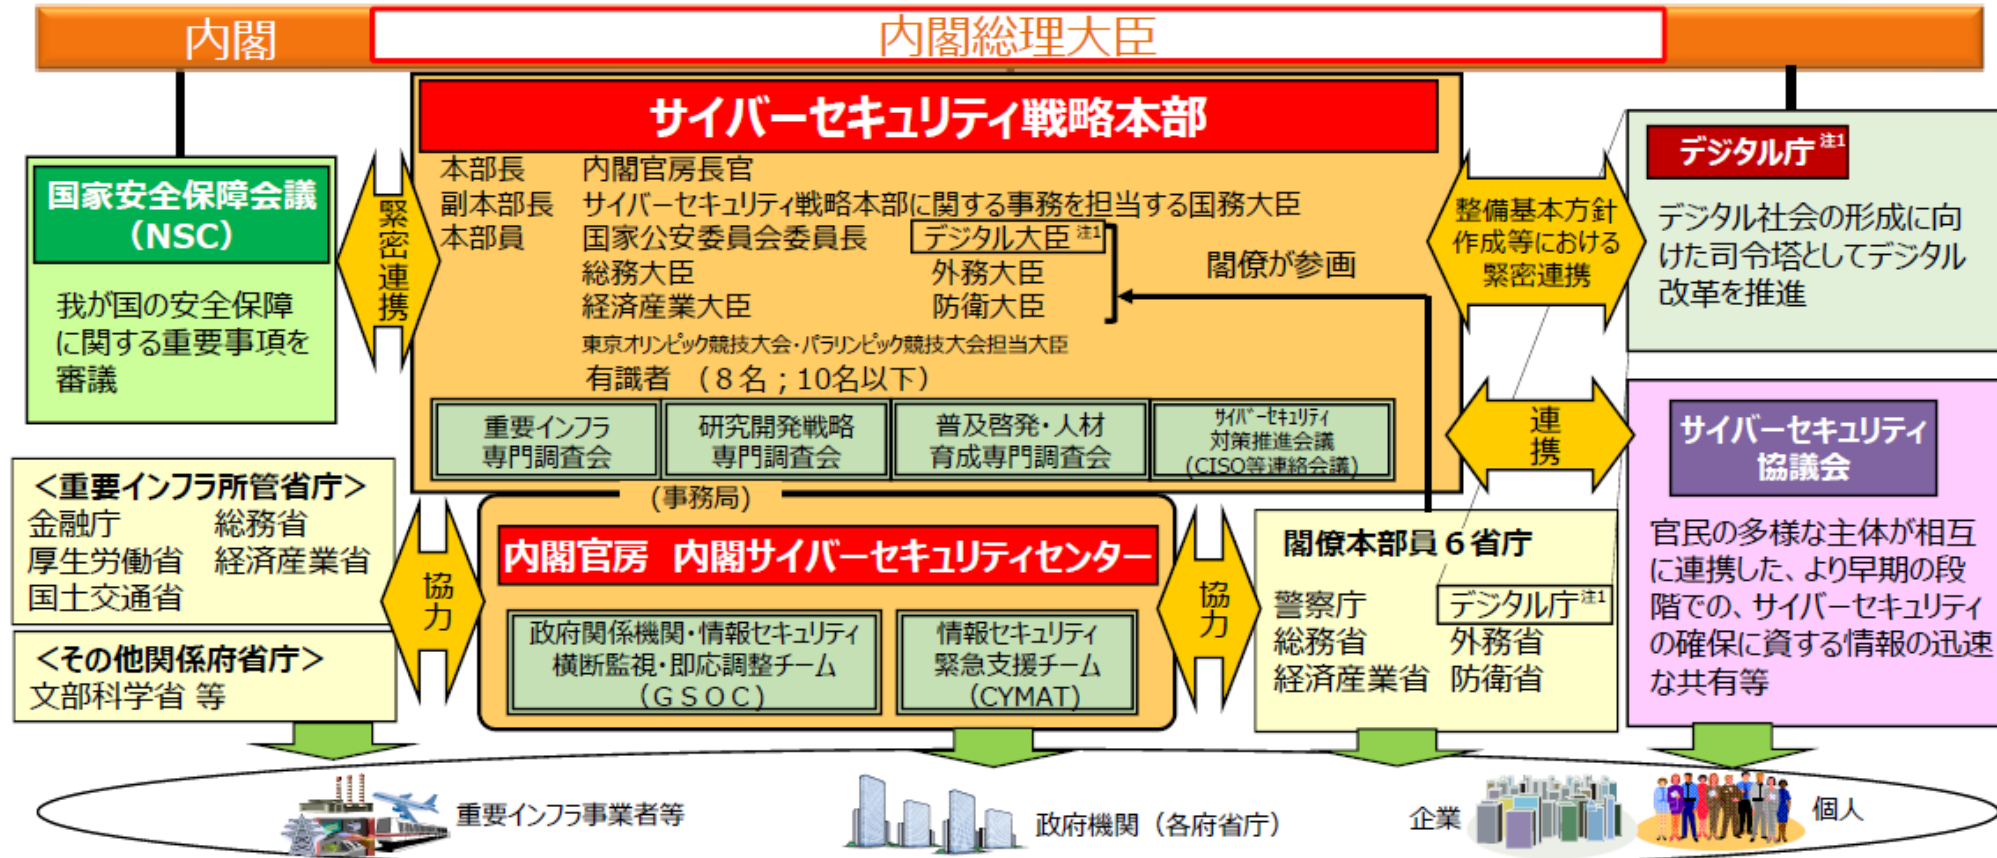 内閣
内閣総理大臣
サイバーセキュリティ戦略本部
本部長 内閣官房長官
副本部長 サイバーセキュリティ戦略本部に関する事務を担当する国務大臣
本部員 国家公安委員会委員長 デジタル大臣 注1
総務大臣 外務大臣
経済産業大臣 防衛大臣
東京オリンピック競技大会・パラリンピック競技大会担当大臣
有識者 （８名；10名以下）
閣僚が参画
重要インフラ
専門調査会
研究開発戦略
専門調査会
普及啓発・人材
育成専門調査会
サイバーセキュリティ
対策推進会議
(CISO等連絡会議)
国家安全保障会議
（NSC）
我が国の安全保障
に関する重要事項を
審議
緊密連携
整備基本方針
作成等における
緊密連携
デジタル庁 注1
デジタル社会の形成に向
けた司令塔としてデジタル
改革を推進
連携
サイバーセキュリティ
協議会
官民の多様な主体が相互
に連携した、より早期の段
階での、サイバーセキュリティ
の確保に資する情報の迅速
な共有等
＜重要インフラ所管省庁＞
金融庁 総務省
厚生労働省 経済産業省
国土交通省
＜その他関係府省庁＞
文部科学省 等
協力
（事務局）
内閣官房 内閣サイバーセキュリティセンター
政府関係機関・情報セキュリティ
横断監視・即応調整チーム
（ＧＳＯＣ）
情報セキュリティ
緊急支援チーム
（CYMAT）
協力
閣僚本部員６省庁
警察庁 デジタル庁 注1
総務省 外務省
経済産業省 防衛省
重要インフラ事業者等
政府機関（各府省庁）
企業
個人